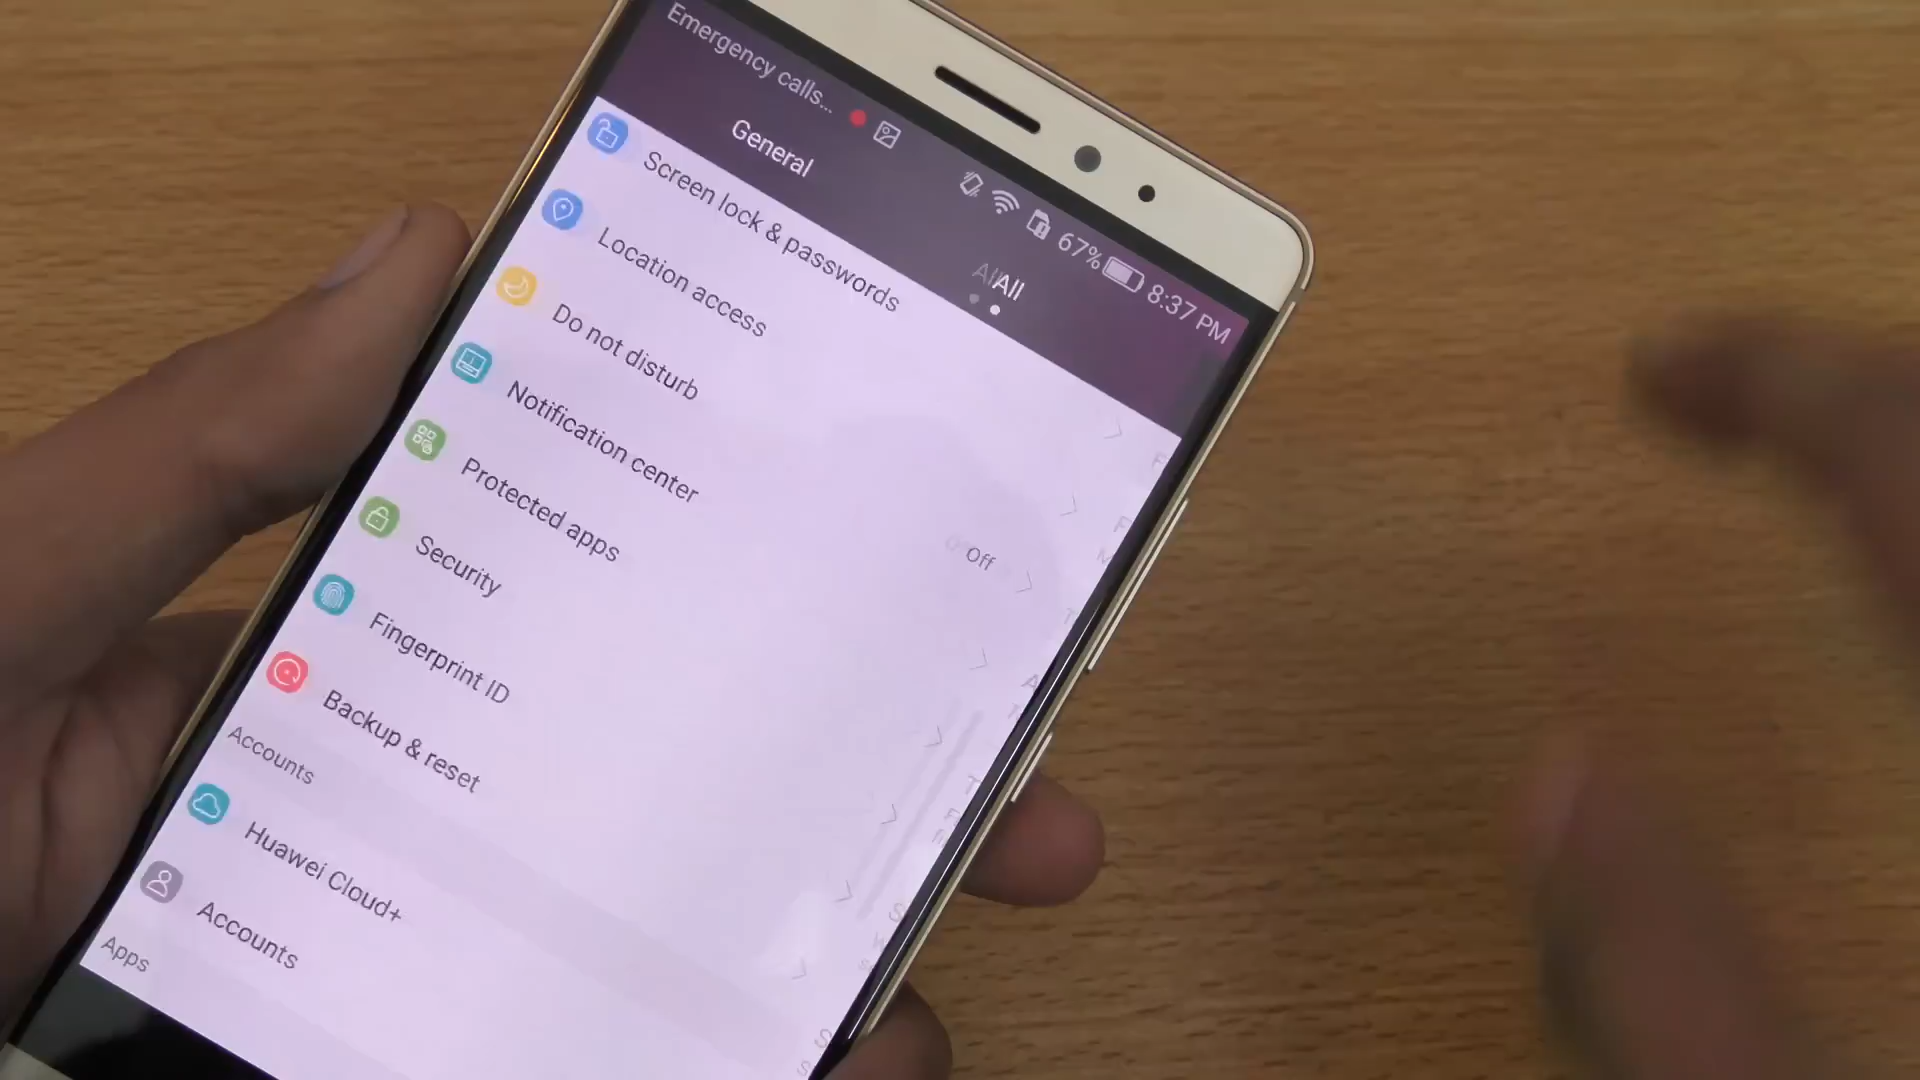 Emergency calls...
67% 8:37 PM
General
All
Screen lock & passwords
Location access
Do not disturb
Off
Notification center
Protected apps
Security
Fingerprint ID
Backup & reset
Accounts
Huawei Cloud+
Accounts
Apps